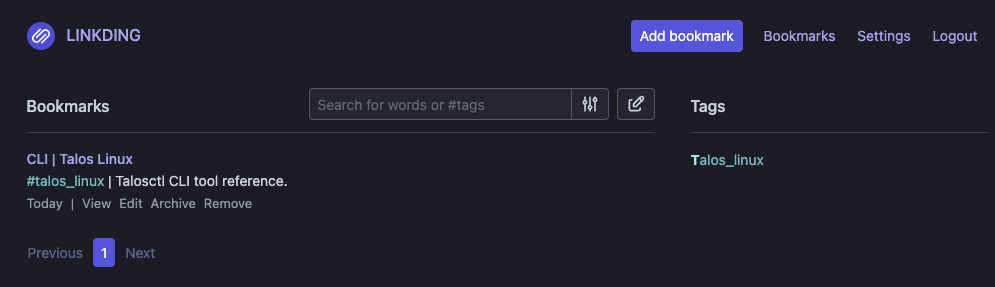 LINKDING
Add bookmark Bookmarks Settings Logout
Bookmarks
Search for words or #tags
CLI | Talos Linux
#talos_linux | Talosctl CLI tool reference.
Today | View Edit Archive Remove
Previous 1 Next
Tags
Talos_linux